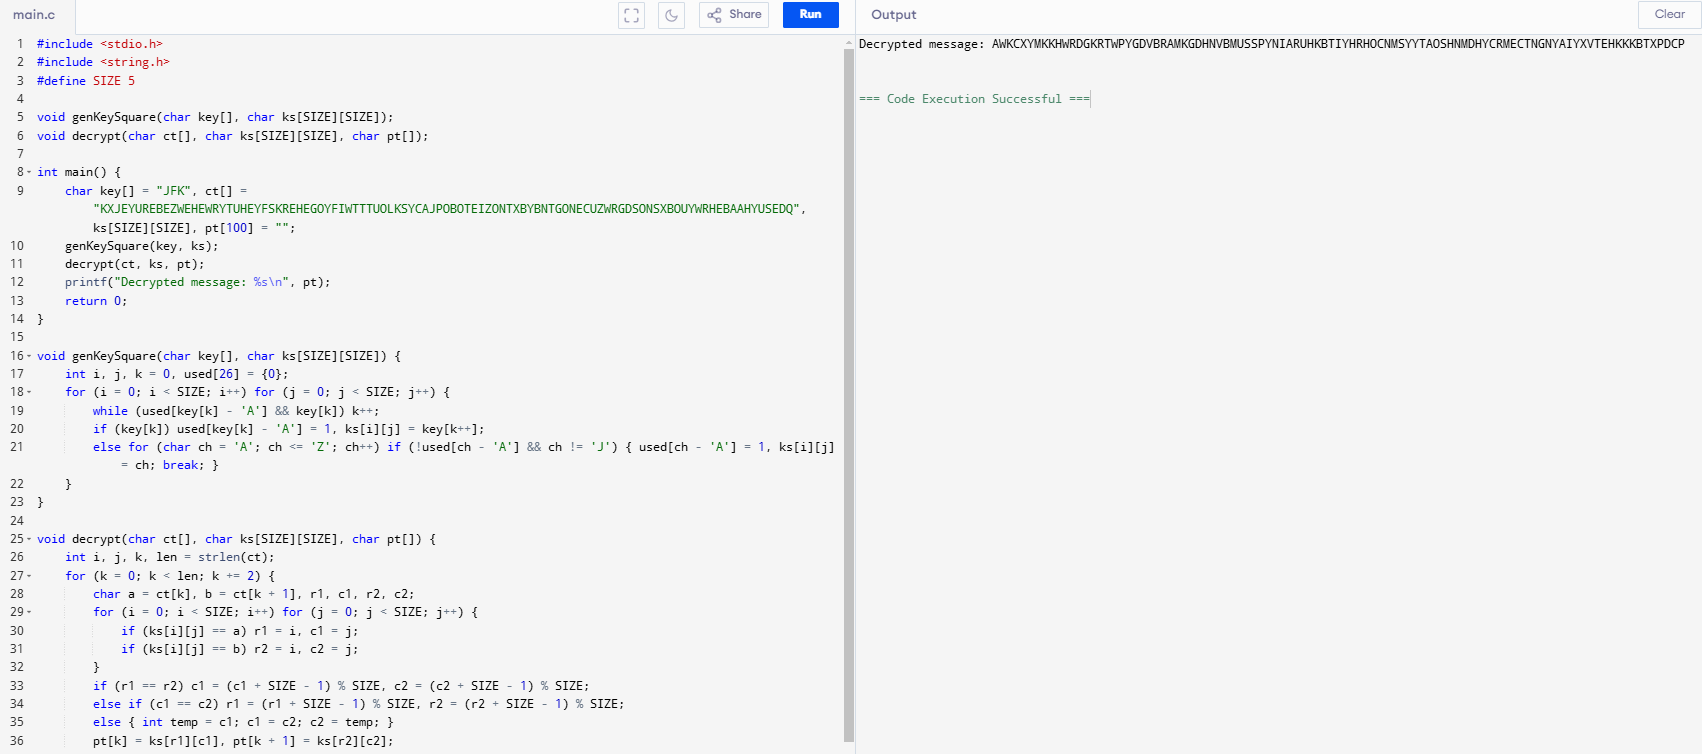 main.c
Share
Run
Output
Clear
1 #include <stdio.h>
2 #include <string.h>
3 #define SIZE 5
4
5 void genKeySquare(char key[], char ks[SIZE][SIZE]);
6 void decrypt(char ct[], char ks[SIZE][SIZE], char pt[]);
7
8 int main() {
9 char key[] = "JFK", ct[] =
"KXJEYUREBEZWEHEWRYTUHEYFSKREHEGOYFIWTTTUOLKSYCAJPOBOTEIZONTXBYBNTGONECUZWRGDSONSXBOUYWRHEBAAHYUSEDQ",
ks[SIZE][SIZE], pt[100] = "";
10 genKeySquare(key, ks);
11 decrypt(ct, ks, pt);
12 printf("Decrypted message: %s\n", pt);
13 return 0;
14 }
15
16 void genKeySquare(char key[], char ks[SIZE][SIZE]) {
17 int i, j, k = 0, used[26] = {0};
18 for (i = 0; i < SIZE; i++) for (j = 0; j < SIZE; j++) {
19 while (used[key[k] - 'A'] && key[k]) k++;
20 if (key[k]) used[key[k] - 'A'] = 1, ks[i][j] = key[k++];
21 else for (char ch = 'A'; ch <= 'Z'; ch++) if (!used[ch - 'A'] && ch != 'J') { used[ch - 'A'] = 1, ks[i][j]
= ch; break; }
22 }
23 }
24
25 void decrypt(char ct[], char ks[SIZE][SIZE], char pt[]) {
26 int i, j, k, len = strlen(ct);
27 for (k = 0; k < len; k += 2) {
28 char a = ct[k], b = ct[k + 1], r1, c1, r2, c2;
29 for (i = 0; i < SIZE; i++) for (j = 0; j < SIZE; j++) {
30 if (ks[i][j] == a) r1 = i, c1 = j;
31 if (ks[i][j] == b) r2 = i, c2 = j;
32 }
33 if (r1 == r2) c1 = (c1 + SIZE - 1) % SIZE, c2 = (c2 + SIZE - 1) % SIZE;
34 else if (c1 == c2) r1 = (r1 + SIZE - 1) % SIZE, r2 = (r2 + SIZE - 1) % SIZE;
35 else { int temp = c1; c1 = c2; c2 = temp; }
36 pt[k] = ks[r1][c1], pt[k + 1] = ks[r2][c2];
Decrypted message: AWKCXYMKKHWRDGKRTWPYGDVBRAMKGDHNVBMUSSPYNIARUHKBTIYHRHOCNMSYYTAOSHNMDHYCRMECTNGNYAIYXVTEHKKKBTXPDCP
=== Code Execution Successful ===